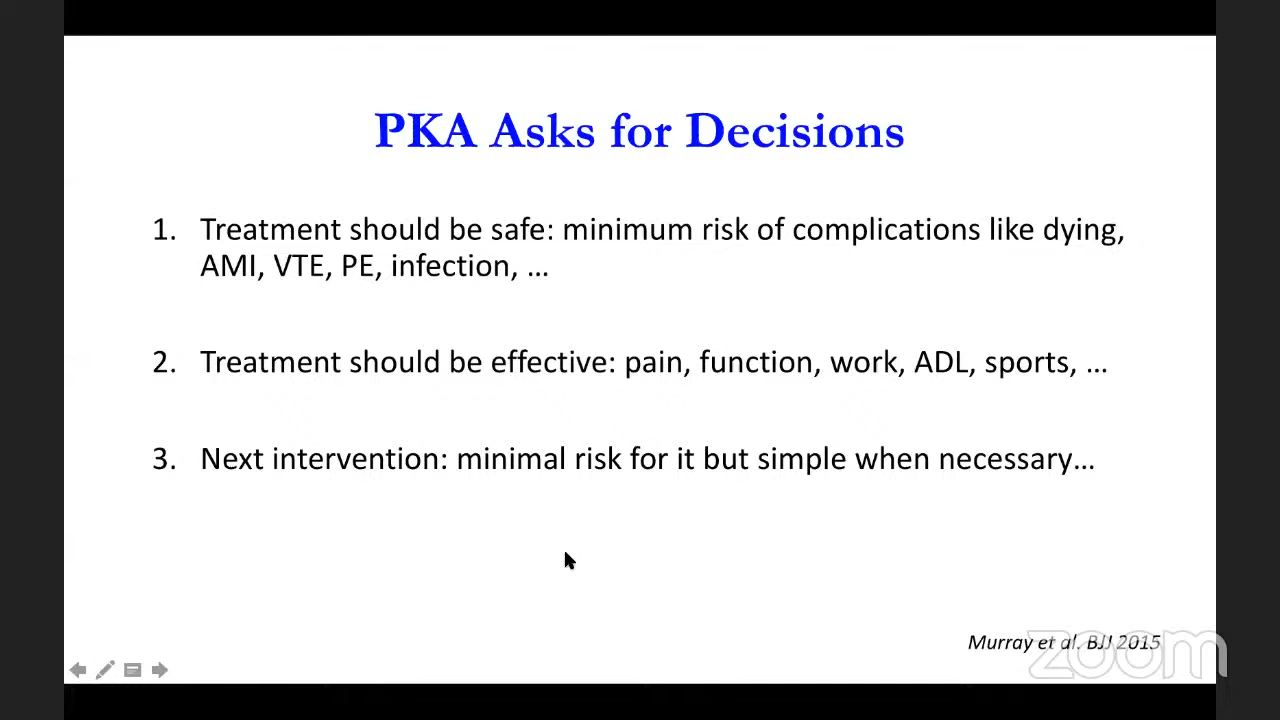 PKA Asks for Decisions
1. Treatment should be safe: minimum risk of complications like dying,
AMI, VTE, PE, infection, …
2. Treatment should be effective: pain, function, work, ADL, sports, …
3. Next intervention: minimal risk for it but simple when necessary…
Murray et al. BJJ 2015
zoom